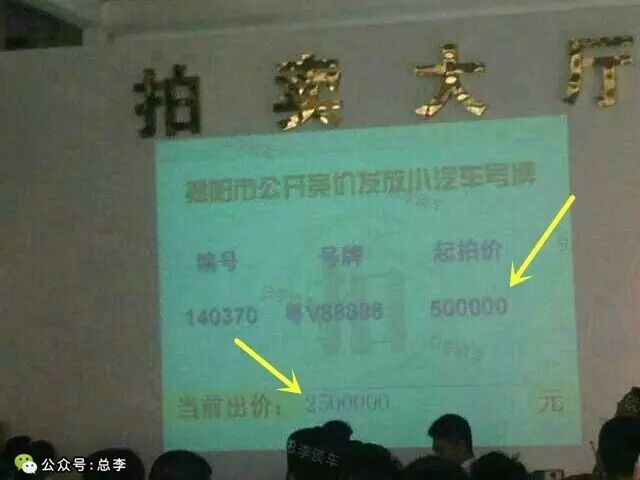 拍卖大厅
揭阳市公开竞价发放小汽车号牌
编号 号牌 起拍价
140370 粤V88888 500000
当前出价: 2500000 元
公众号: 总李